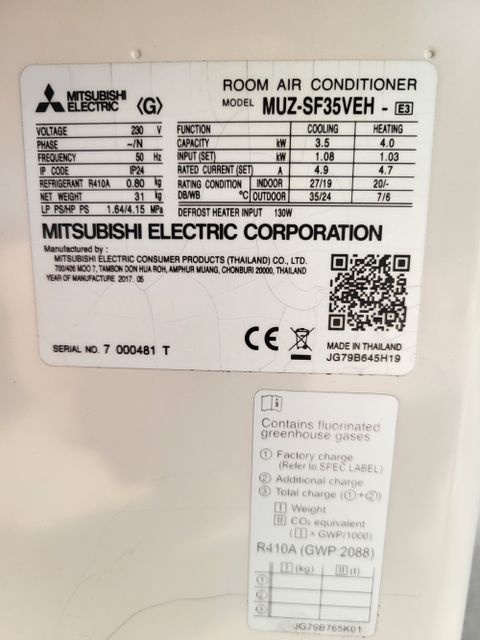 MITSUBISHI ELECTRIC
⟨G⟩
ROOM AIR CONDITIONER
MODEL MUZ-SF35VEH - E3
VOLTAGE 230 V
PHASE ~/N
FREQUENCY 50 Hz
IP CODE IP24
REFRIGERANT R410A 0.80 kg
NET WEIGHT 31 kg
LP PS/HP PS 1.64/4.15 MPa
FUNCTION COOLING HEATING
CAPACITY kW 3.5 4.0
INPUT (SET) kW 1.08 1.03
RATED CURRENT (SET) A 4.9 4.7
RATING CONDITION INDOOR 27/19 20/-
DB/WB °C OUTDOOR 35/24 7/6
DEFROST HEATER INPUT 130W
MITSUBISHI ELECTRIC CORPORATION
Manufactured by :
MITSUBISHI ELECTRIC CONSUMER PRODUCTS (THAILAND) CO., LTD.
700/406 MOO 7, TAMBON DON HUA ROH, AMPHUR MUANG, CHONBURI 20000, THAILAND
YEAR OF MANUFACTURE 2017. 05
CE
MADE IN THAILAND
SERIAL NO. 7 000481 T
JG79B645H19
i
Contains fluorinated
greenhouse gases
① Factory charge
(Refer to SPEC LABEL)
② Additional charge
③ Total charge (①+②)
I Weight
II CO₂ equivalent
(I × GWP/1000)
R410A (GWP:2088)
I (kg) II (t)
①
②
③
JG79B765K01